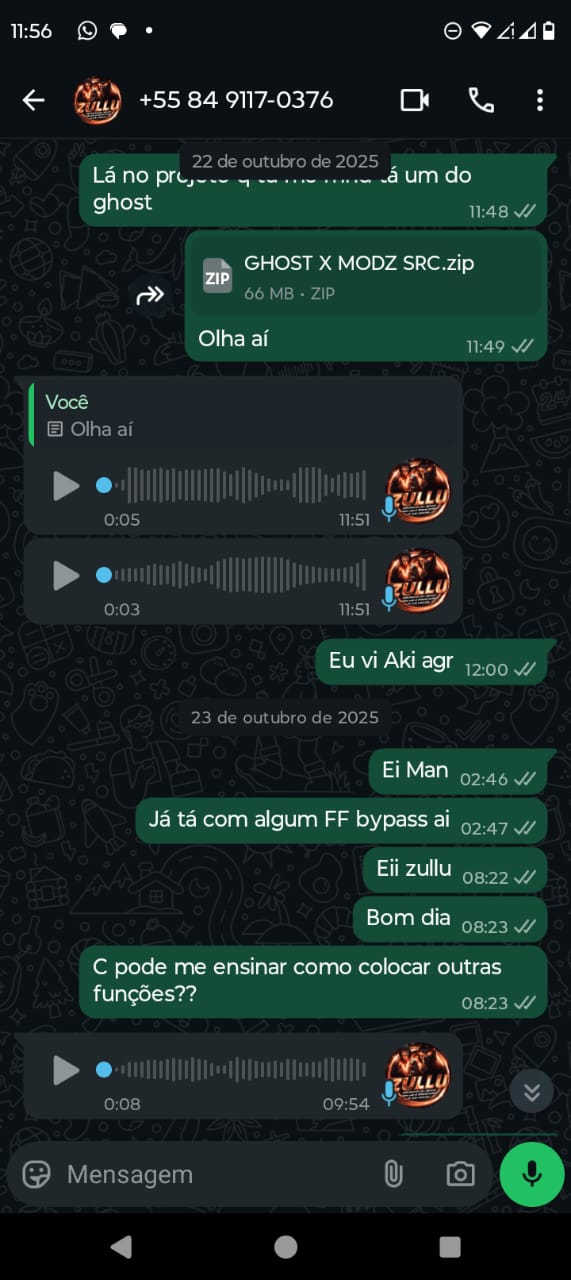 11:56
+55 84 9117-0376
22 de outubro de 2025
Lá no projeto q tá um do
ghost
11:48
ZIP
GHOST X MODZ SRC.zip
66 MB · ZIP
Olha aí
11:49
Você
Olha aí
ZULLU
0:05
11:51
ZULLU
0:03
11:51
Eu vi Aki agr
12:00
23 de outubro de 2025
Ei Man
02:46
Já tá com algum FF bypass ai
02:47
Eii zullu
08:22
Bom dia
08:23
C pode me ensinar como colocar outras
funções??
08:23
ZULLU
0:08
09:54
Mensagem